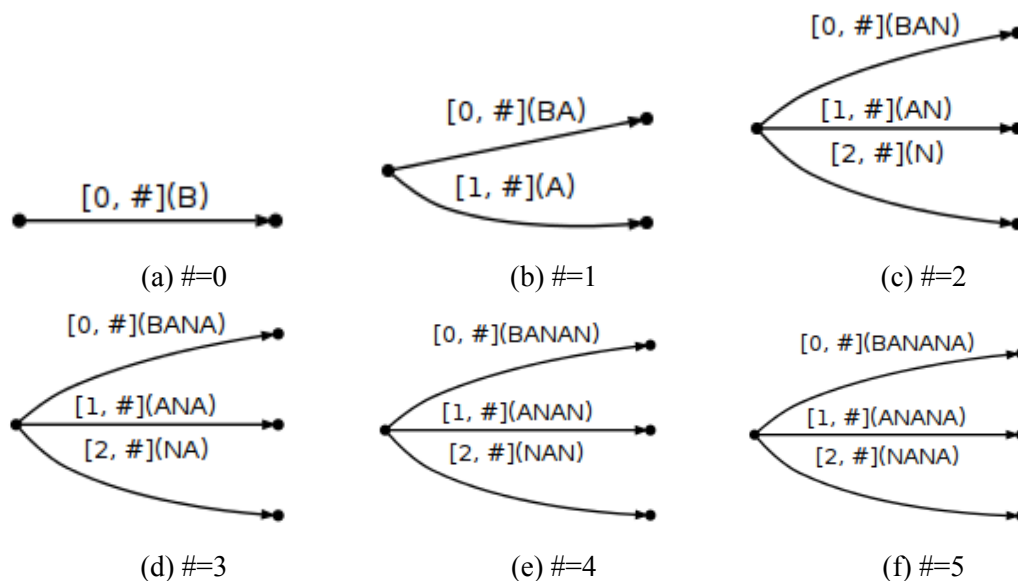 [0, #](B)
(a) #=0
[0, #](BA)
[1, #](A)
(b) #=1
[0, #](BAN)
[1, #](AN)
[2, #](N)
(c) #=2
[0, #](BANA)
[1, #](ANA)
[2, #](NA)
(d) #=3
[0, #](BANAN)
[1, #](ANAN)
[2, #](NAN)
(e) #=4
[0, #](BANANA)
[1, #](ANANA)
[2, #](NANA)
(f) #=5